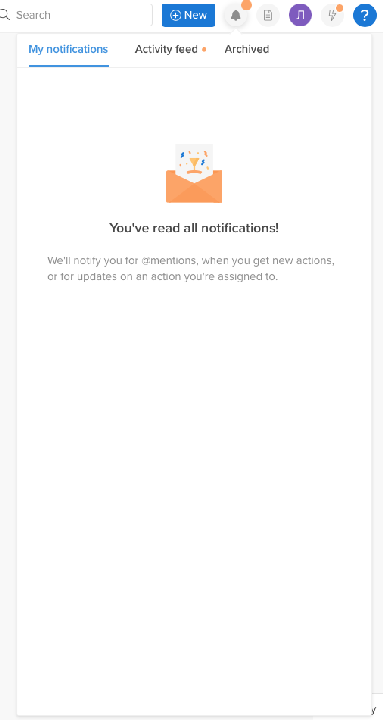 Search
New
?
My notifications
Activity feed
Archived
You've read all notifications!
We'll notify you for @mentions, when you get new actions,
or for updates on an action you're assigned to.
y